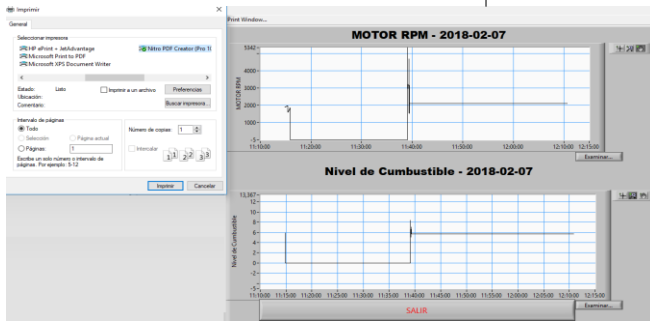 Imprimir
General
Seleccionar impresora
HP ePrint + JetAdvantage
Nitro PDF Creator (Pro 1
Microsoft Print to PDF
Microsoft XPS Document Writer
Estado: Listo
Imprimir a un archivo
Preferencias
Ubicación:
Comentario:
Buscar impresora...
Intervalo de páginas
Todo
Número de copias: 1
Selección
Página actual
Páginas: 1
Intercalar
Escriba un solo número o intervalo de
páginas. Por ejemplo: 5-12
1 1 2 2 3 3
Imprimir
Cancelar
Print Window...
MOTOR RPM - 2018-02-07
MOTOR RPM
5342
4000
3000
2000
1000
-5
11:10:00 11:20:00 11:30:00 11:40:00 11:50:00 12:00:00 12:10:00 12:15:00
Examinar...
Nivel de Cumbustible - 2018-02-07
Nivel de Cumbustible
13,367
12
10
8
6
4
2
0
-2
-5
11:10:00 11:15:00 11:20:00 11:25:00 11:30:00 11:35:00 11:40:00 11:45:00 11:50:00 11:55:00 12:00:00 12:05:00 12:10:00 12:15:00
Examinar...
SALIR